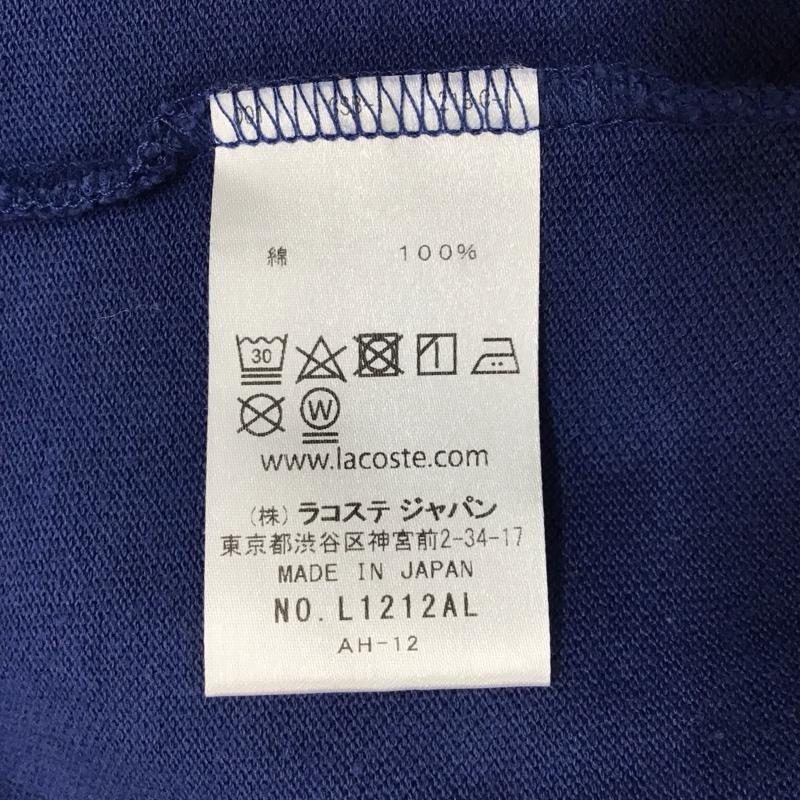 綿 100%
30
W
www.lacoste.com
(株) ラコステ ジャパン
東京都渋谷区神宮前2-34-17
MADE IN JAPAN
NO. L1212AL
AH-12